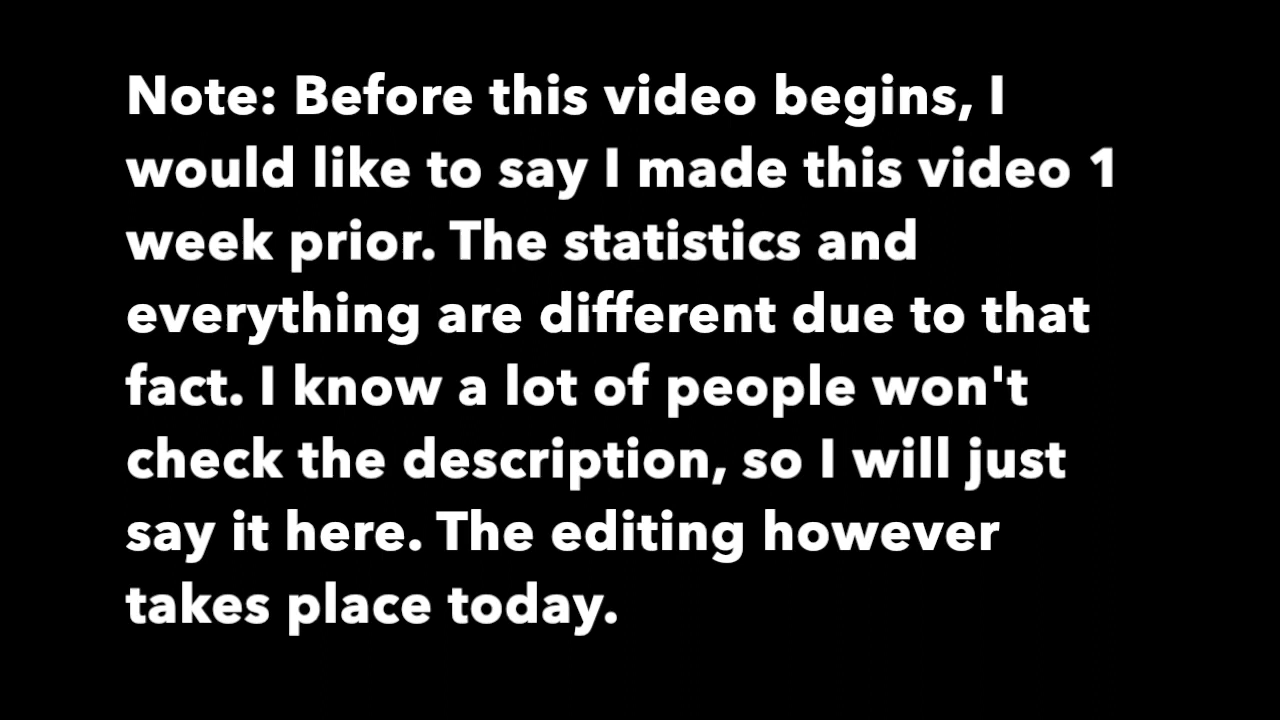 Note: Before this video begins, I
would like to say I made this video 1
week prior. The statistics and
everything are different due to that
fact. I know a lot of people won't
check the description, so I will just
say it here. The editing however
takes place today.